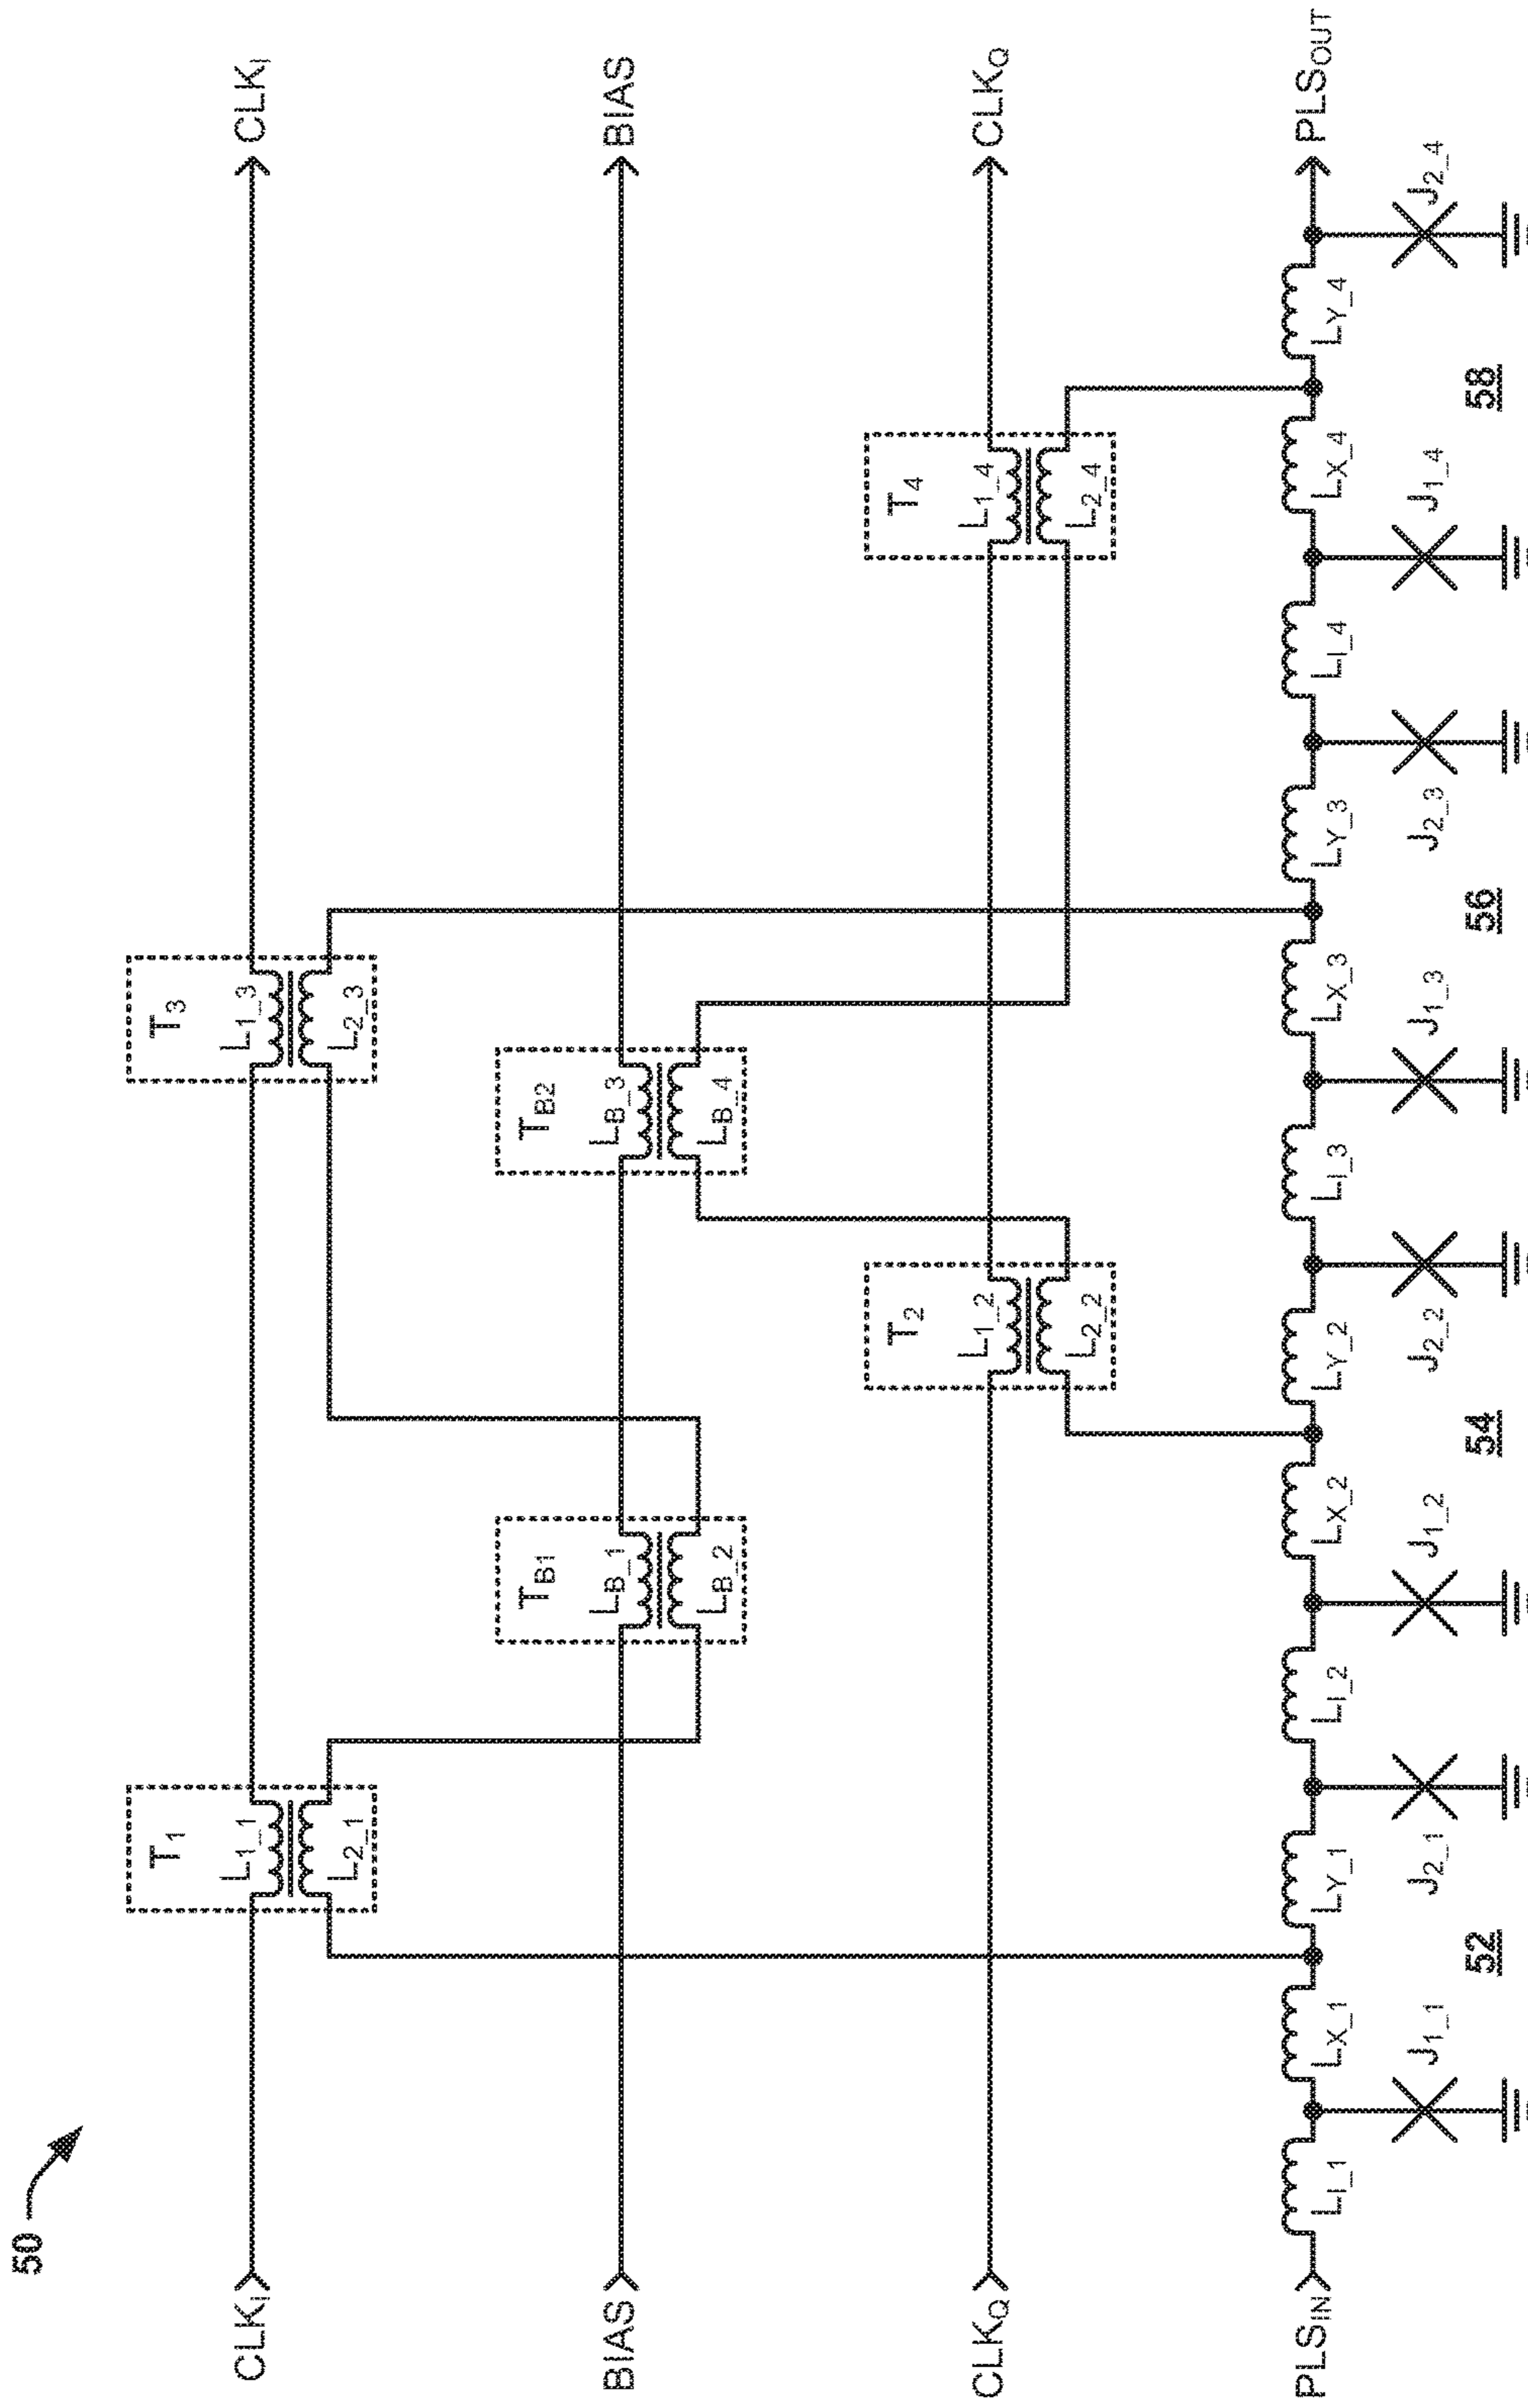 50
CLK_I
CLK_I
T_1
L_1_1
L_2_1
T_3
L_1_3
L_2_3
BIAS
BIAS
T_B1
L_B_1
L_B_2
T_B2
L_B_3
L_B_4
CLK_Q
CLK_Q
T_2
L_1_2
L_2_2
T_4
L_1_4
L_2_4
PLS_IN
L_I_1
L_X_1
L_Y_1
L_I_2
L_X_2
L_Y_2
L_I_3
L_X_3
L_Y_3
L_I_4
L_X_4
L_Y_4
PLS_OUT
J_1_1
J_2_1
J_1_2
J_2_2
J_1_3
J_2_3
J_1_4
J_2_4
52
54
56
58